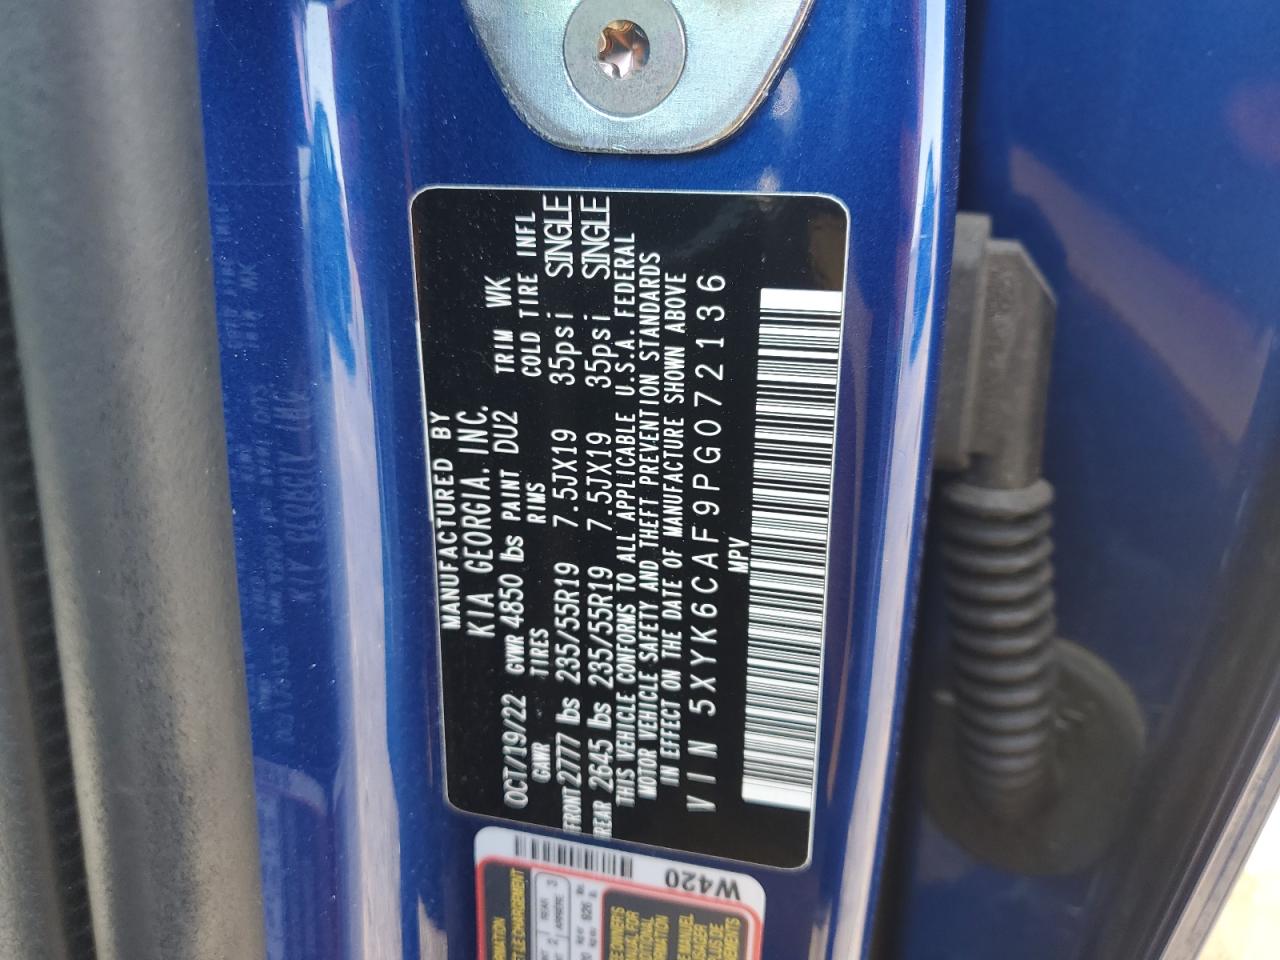 MANUFACTURED BY
KIA GEORGIA. INC.
OCT/19/22 GVWR 4850 lbs PAINT DU2 TRIM WK
GAWR TIRES RIMS COLD TIRE INFL
FRONT 2777 lbs 235/55R19 7.5JX19 35psi SINGLE
REAR 2645 lbs 235/55R19 7.5JX19 35psi SINGLE
THIS VEHICLE CONFORMS TO ALL APPLICABLE U.S.A. FEDERAL
MOTOR VEHICLE SAFETY AND THEFT PREVENTION STANDARDS
IN EFFECT ON THE DATE OF MANUFACTURE SHOWN ABOVE
VIN 5XYK6CAF9PG072136
MPV
W420